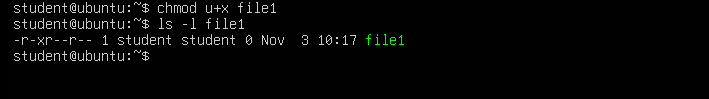 student@ubuntu:~$ chmod u+x file1
student@ubuntu:~$ ls -l file1
-r-xr--r-- 1 student student 0 Nov  3 10:17 file1
student@ubuntu:~$